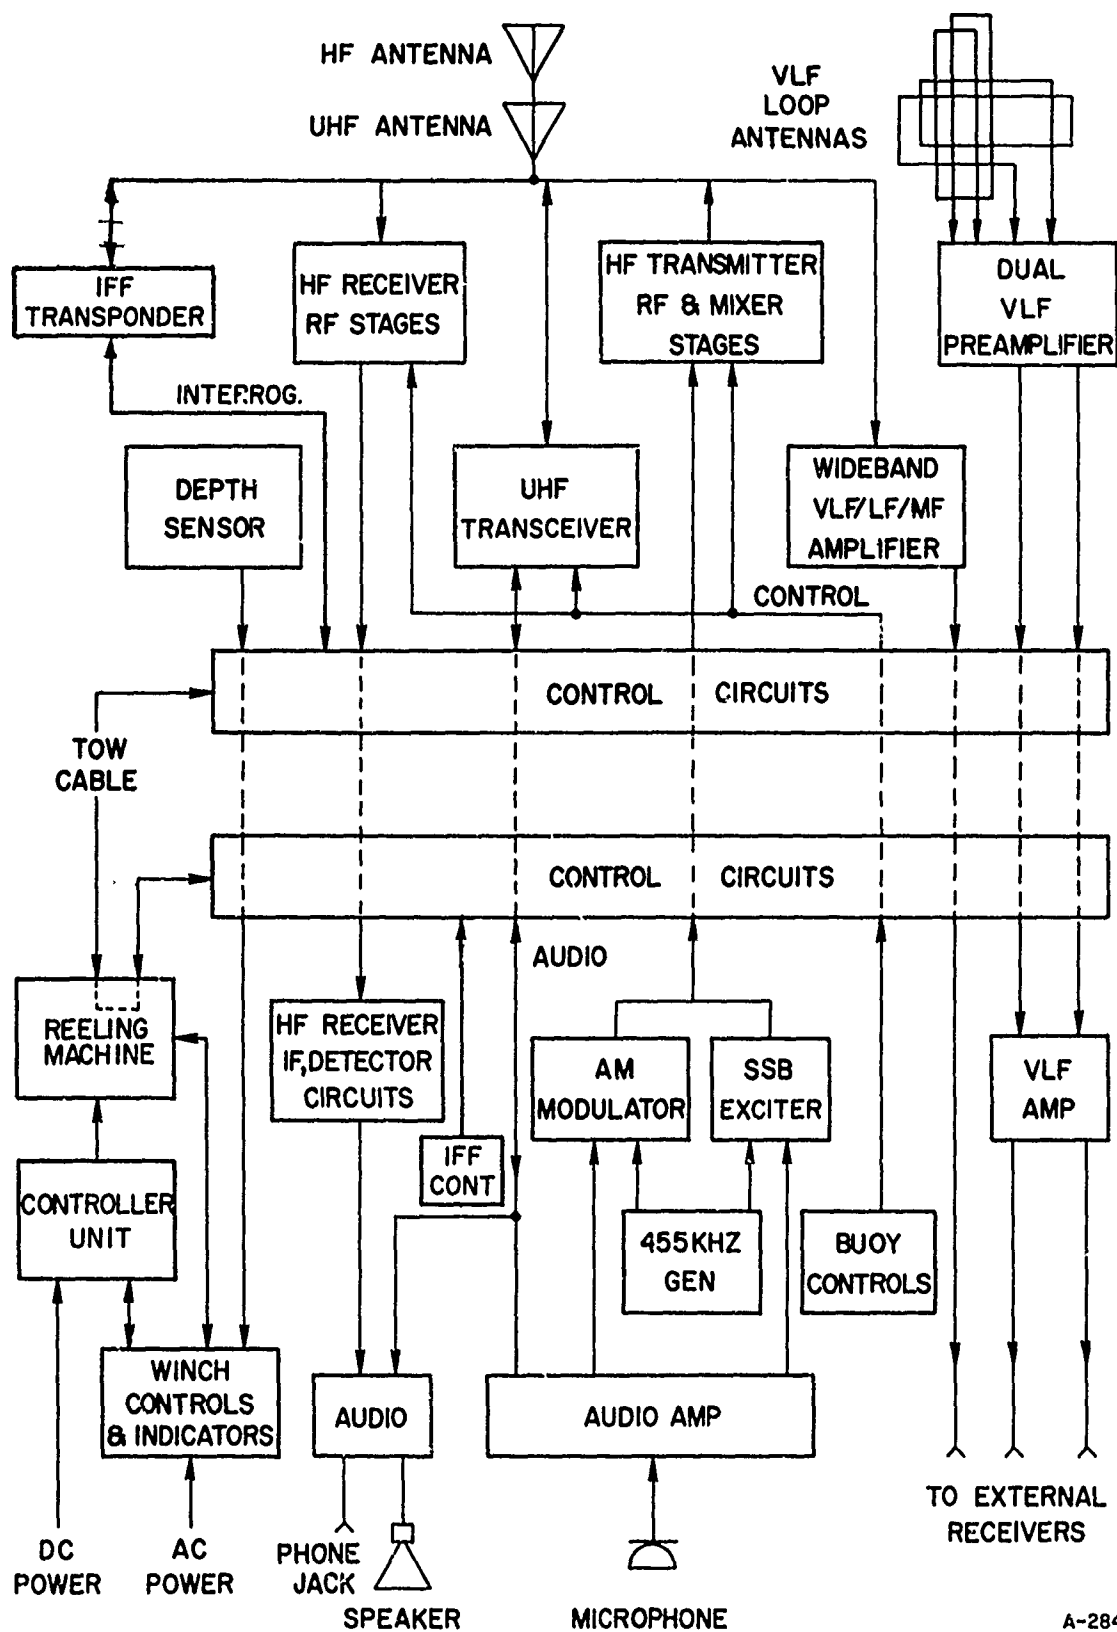 HF ANTENNA
UHF ANTENNA
VLF
LOOP
ANTENNAS
IFF
TRANSPONDER
HF RECEIVER
RF STAGES
HF TRANSMITTER
RF & MIXER
STAGES
DUAL
VLF
PREAMPLIFIER
INTERROG.
DEPTH
SENSOR
UHF
TRANSCEIVER
WIDEBAND
VLF/LF/MF
AMPLIFIER
CONTROL
CONTROL CIRCUITS
TOW
CABLE
CONTROL CIRCUITS
AUDIO
REELING
MACHINE
HF RECEIVER
IF, DETECTOR
CIRCUITS
AM
MODULATOR
SSB
EXCITER
VLF
AMP
IFF
CONT
CONTROLLER
UNIT
455KHZ
GEN
BUOY
CONTROLS
WINCH
CONTROLS
& INDICATORS
AUDIO
AUDIO AMP
TO EXTERNAL
RECEIVERS
DC
POWER
AC
POWER
PHONE
JACK
SPEAKER
MICROPHONE
A-284